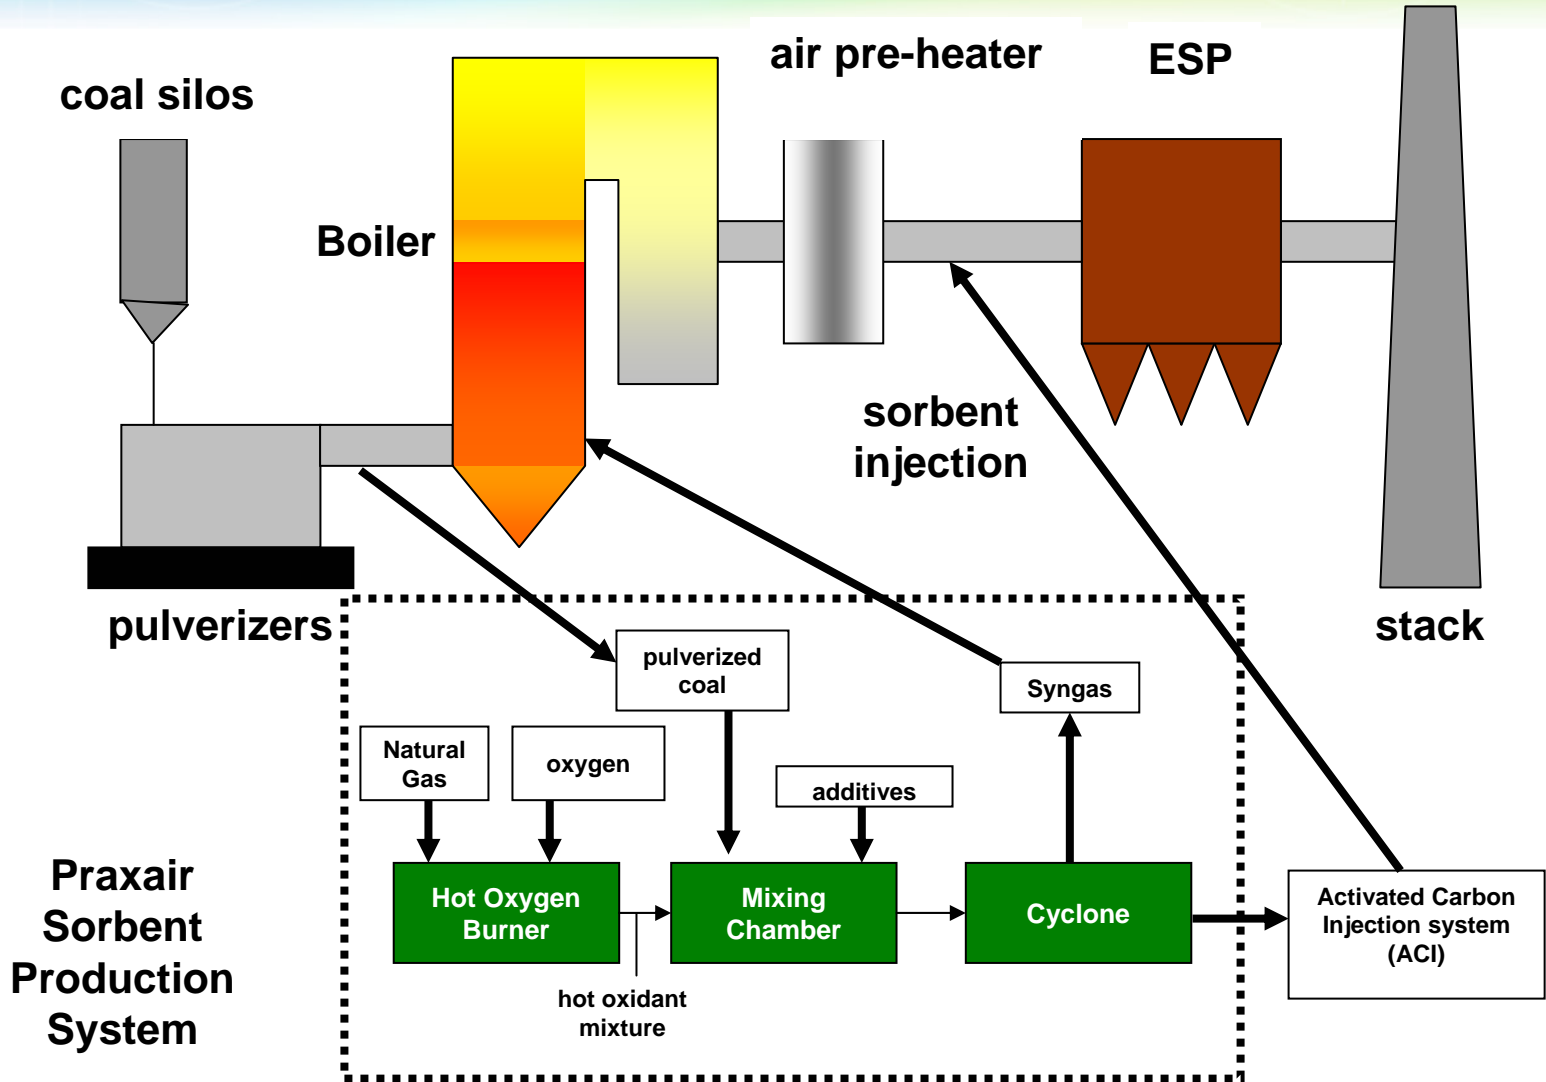 air pre-heater
ESP
coal silos
Boiler
sorbent
injection
pulverizers
stack
pulverized
coal
Syngas
Natural
Gas
oxygen
additives
Hot Oxygen
Burner
Mixing
Chamber
Cyclone
Activated Carbon
Injection system
(ACI)
hot oxidant
mixture
Praxair
Sorbent
Production
System